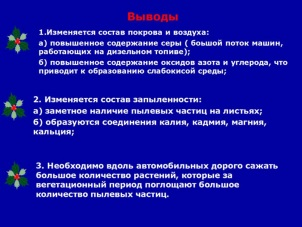 Выводы
1.Изменяется состав покрова и воздуха:
а) повышенное содержание серы ( боьшой поток машин,
работающих на дизельном топиве);
б) повышенное содержание оксидов азота и углерода, что
приводит к образованию слабокисой среды;
2. Изменяется состав запыленности:
а) заметное наличие пылевых частиц на листьях;
б) образуются соединения калия, кадмия, магния,
кальция;
3. Необходимо вдоль автомобильных дорого сажать
большое количество растений, которые за
вегетационный период поглощают большое
количество пылевых частиц.